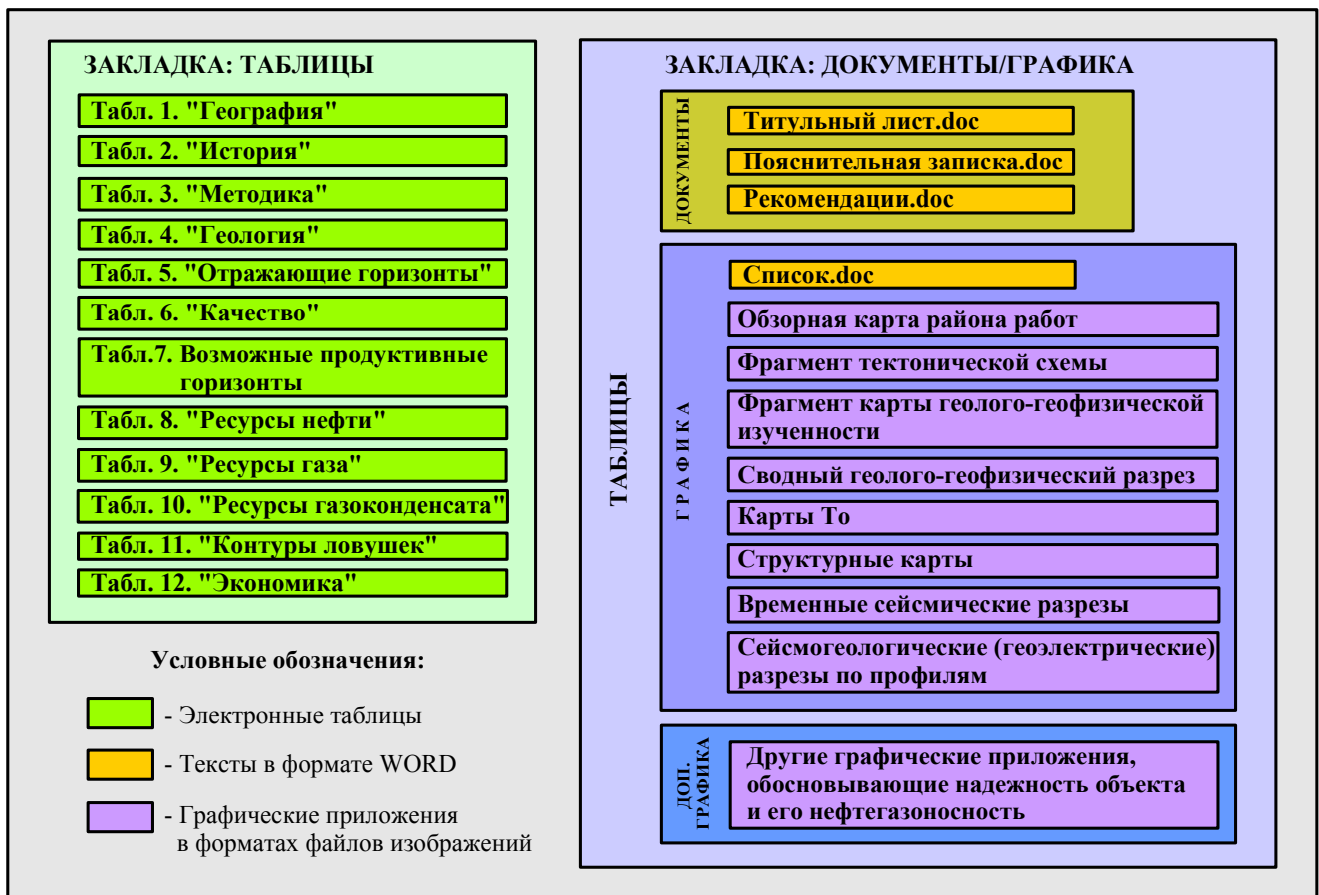 ЗАКЛАДКА: ТАБЛИЦЫ
Табл. 1. "География"
Табл. 2. "История"
Табл. 3. "Методика"
Табл. 4. "Геология"
Табл. 5. "Отражающие горизонты"
Табл. 6. "Качество"
Табл.7. Возможные продуктивные
горизонты
Табл. 8. "Ресурсы нефти"
Табл. 9. "Ресурсы газа"
Табл. 10. "Ресурсы газоконденсата"
Табл. 11. "Контуры ловушек"
Табл. 12. "Экономика"
Условные обозначения:
- Электронные таблицы
- Тексты в формате WORD
- Графические приложения
в форматах файлов изображений
ЗАКЛАДКА: ДОКУМЕНТЫ/ГРАФИКА
ТАБЛИЦЫ
ДОКУМЕНТЫ
Титульный лист.doc
Пояснительная записка.doc
Рекомендации.doc
ГРАФИКА
Список.doc
Обзорная карта района работ
Фрагмент тектонической схемы
Фрагмент карты геолого-геофизической
изученности
Сводный геолого-геофизический разрез
Карты То
Структурные карты
Временные сейсмические разрезы
Сейсмогеологические (геоэлектрические)
разрезы по профилям
ДОП.
ГРАФИКА
Другие графические приложения,
обосновывающие надежность объекта
и его нефтегазоносность